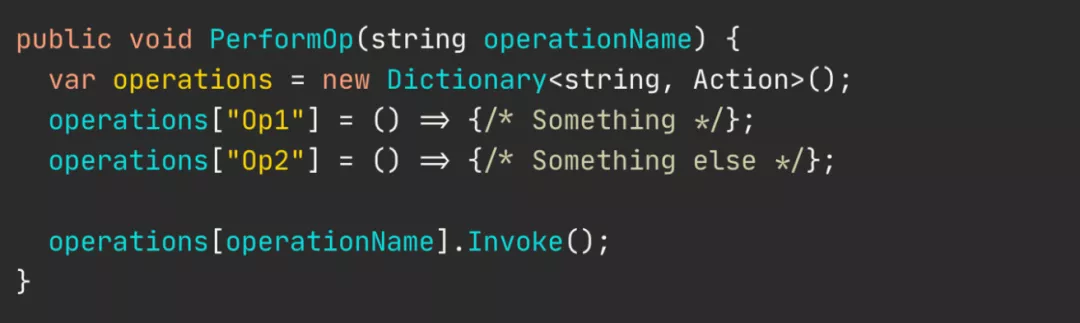 public void PerformOp(string operationName) {
  var operations = new Dictionary<string, Action>();
  operations["Op1"] = () => {/* Something */};
  operations["Op2"] = () => {/* Something else */};

  operations[operationName].Invoke();
}